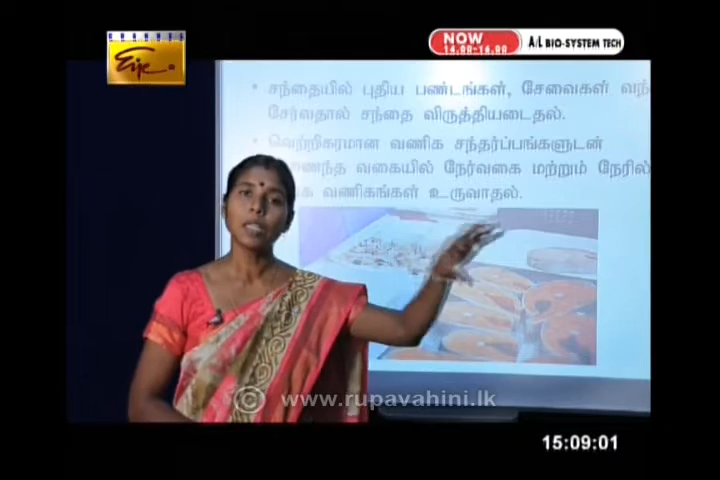 NOW
14.00-16.00
A/L BIO-SYSTEM TECH
சந்தையில் புதிய பண்டங்கள், சேவைகள்
சேர்வதால் சந்தை விருத்தியடைதல்.
வெற்றிகரமான வணிக சந்தர்ப்பங்களுடன்
வகையில் நேர்வகை மற்றும் நேரில்
வணிகங்கள் உருவாதல்.
© www.rupavahini.lk
15:09:01